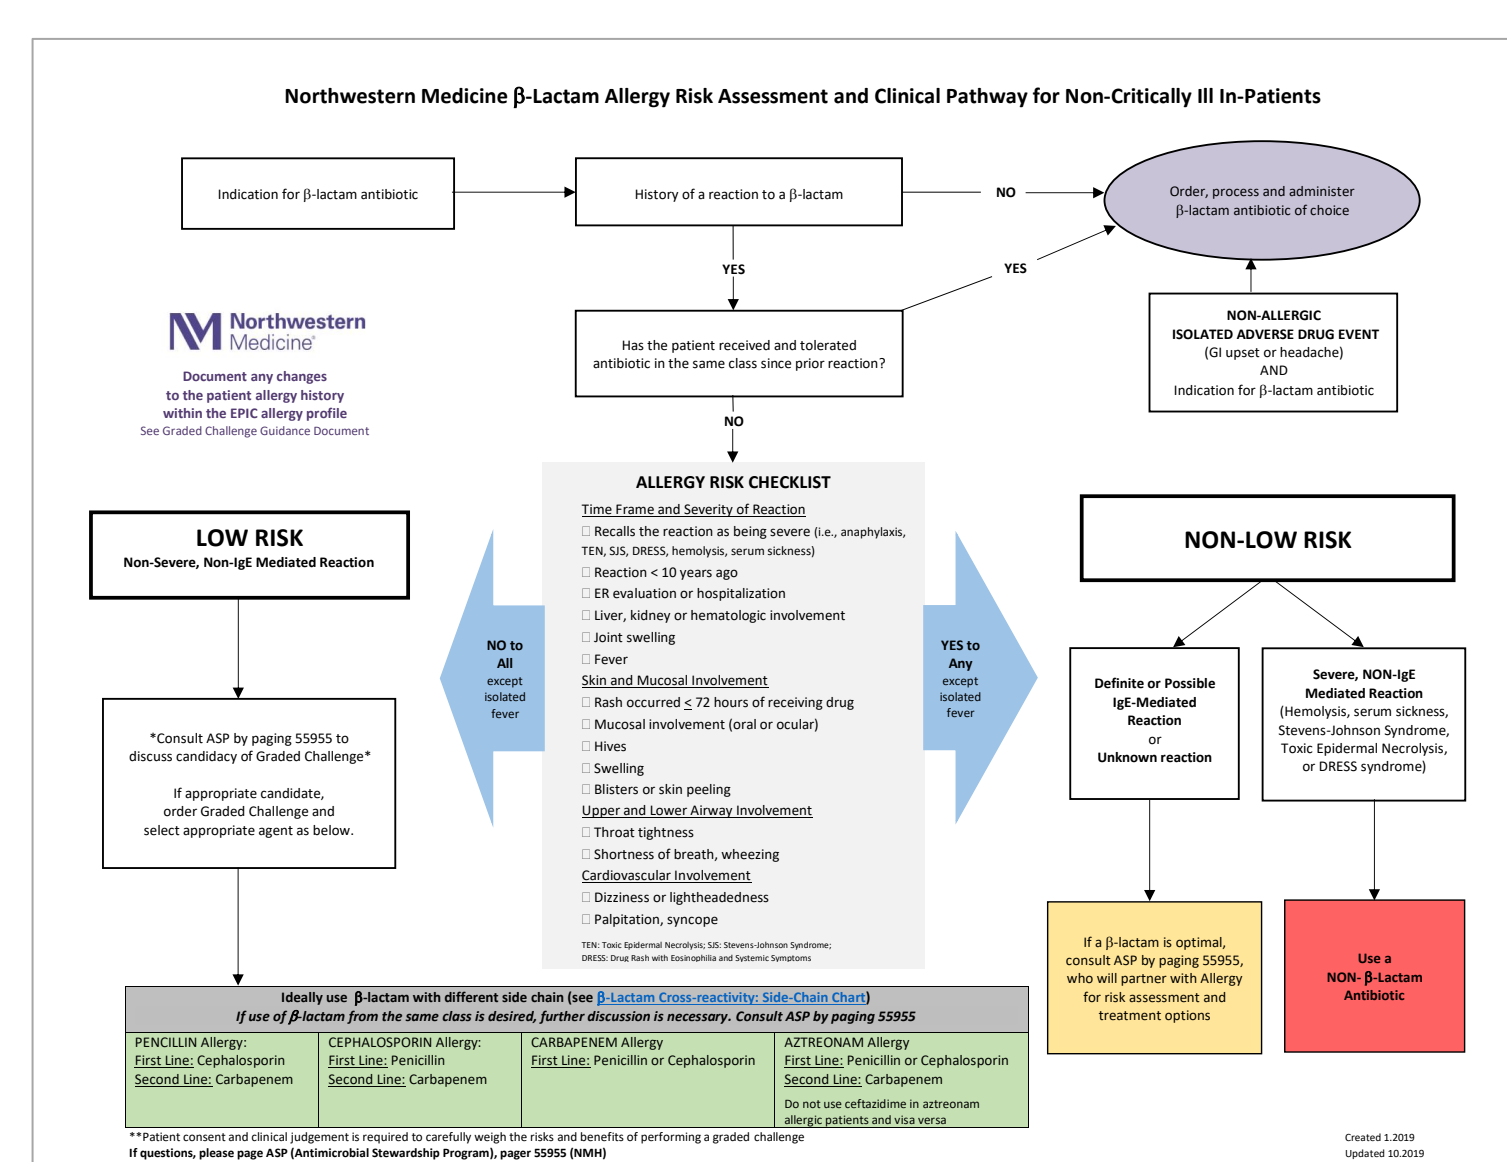 Northwestern Medicine β-Lactam Allergy Risk Assessment and Clinical Pathway for Non-Critically Ill In-Patients
Indication for β-lactam antibiotic
History of a reaction to a β-lactam
NO
Order, process and administer
β-lactam antibiotic of choice
YES
YES
Has the patient received and tolerated
antibiotic in the same class since prior reaction?
NON-ALLERGIC
ISOLATED ADVERSE DRUG EVENT
(GI upset or headache)
AND
Indication for β-lactam antibiotic
NM Northwestern
Medicine®
Document any changes
to the patient allergy history
within the EPIC allergy profile
See Graded Challenge Guidance Document
NO
LOW RISK
Non-Severe, Non-IgE Mediated Reaction
*Consult ASP by paging 55955 to
discuss candidacy of Graded Challenge*
If appropriate candidate,
order Graded Challenge and
select appropriate agent as below.
NO to
All
except
isolated
fever
ALLERGY RISK CHECKLIST
Time Frame and Severity of Reaction
☐ Recalls the reaction as being severe (i.e., anaphylaxis,
TEN, SJS, DRESS, hemolysis, serum sickness)
☐ Reaction < 10 years ago
☐ ER evaluation or hospitalization
☐ Liver, kidney or hematologic involvement
☐ Joint swelling
☐ Fever
Skin and Mucosal Involvement
☐ Rash occurred < 72 hours of receiving drug
☐ Mucosal involvement (oral or ocular)
☐ Hives
☐ Swelling
☐ Blisters or skin peeling
Upper and Lower Airway Involvement
☐ Throat tightness
☐ Shortness of breath, wheezing
Cardiovascular Involvement
☐ Dizziness or lightheadedness
☐ Palpitation, syncope
TEN: Toxic Epidermal Necrolysis; SJS: Stevens-Johnson Syndrome;
DRESS: Drug Rash with Eosinophilia and Systemic Symptoms
YES to
Any
except
isolated
fever
NON-LOW RISK
Definite or Possible
IgE-Mediated
Reaction
or
Unknown reaction
Severe, NON-IgE
Mediated Reaction
(Hemolysis, serum sickness,
Stevens-Johnson Syndrome,
Toxic Epidermal Necrolysis,
or DRESS syndrome)
If a β-lactam is optimal,
consult ASP by paging 55955,
who will partner with Allergy
for risk assessment and
treatment options
Use a
NON- β-Lactam
Antibiotic
Ideally use β-lactam with different side chain (see β-Lactam Cross-reactivity: Side-Chain Chart)
If use of β-lactam from the same class is desired, further discussion is necessary. Consult ASP by paging 55955
PENCILLIN Allergy:
First Line: Cephalosporin
Second Line: Carbapenem
CEPHALOSPORIN Allergy:
First Line: Penicillin
Second Line: Carbapenem
CARBAPENEM Allergy
First Line: Penicillin or Cephalosporin
AZTREONAM Allergy
First Line: Penicillin or Cephalosporin
Second Line: Carbapenem
Do not use ceftazidime in aztreonam
allergic patients and visa versa
**Patient consent and clinical judgement is required to carefully weigh the risks and benefits of performing a graded challenge
If questions, please page ASP (Antimicrobial Stewardship Program), pager 55955 (NMH)
Created 1.2019
Updated 10.2019